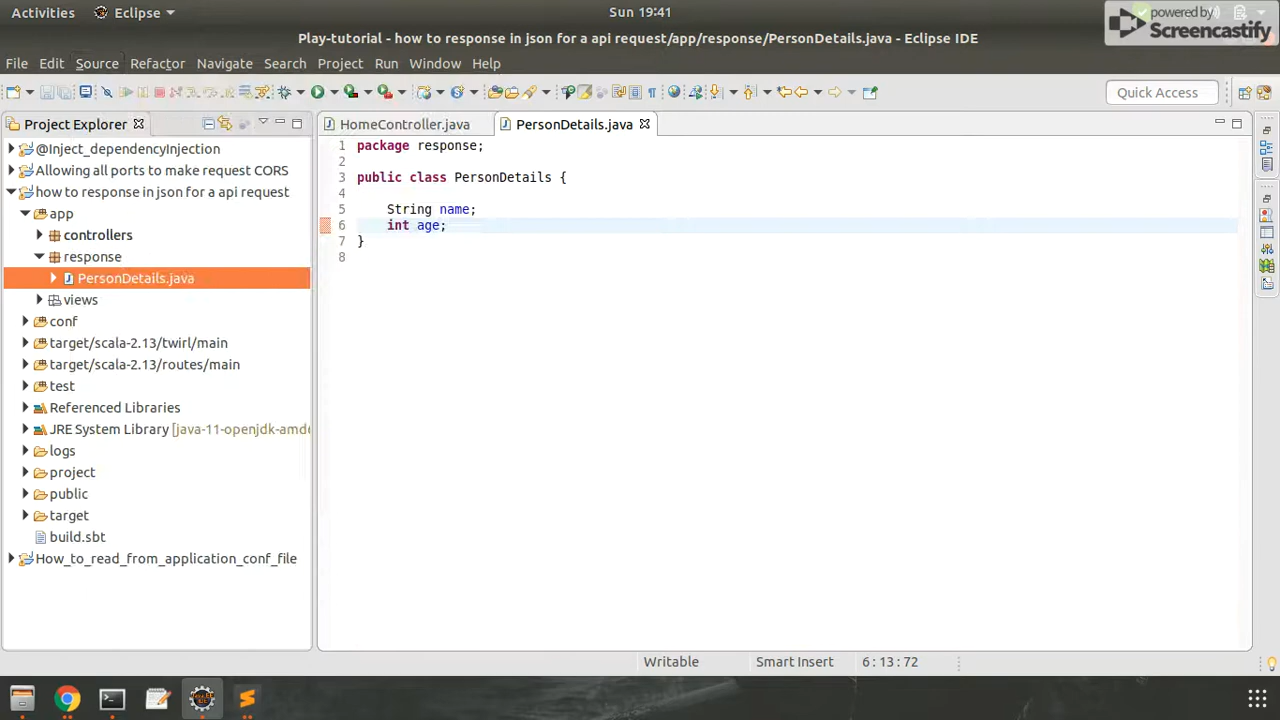 Activities
Eclipse
Sun 19:41
powered by
Screencastify
Play-tutorial - how to response in json for a api request/app/response/PersonDetails.java - Eclipse IDE
File Edit Source Refactor Navigate Search Project Run Window Help
Quick Access
Project Explorer
HomeController.java
PersonDetails.java
@Inject_dependencyInjection
Allowing all ports to make request CORS
how to response in json for a api request
app
controllers
response
PersonDetails.java
views
conf
target/scala-2.13/twirl/main
target/scala-2.13/routes/main
test
Referenced Libraries
JRE System Library [java-11-openjdk-amd
logs
project
public
target
build.sbt
How_to_read_from_application_conf_file
1 package response;
2
3 public class PersonDetails {
4
5 String name;
6 int age;
7 }
8
Writable
Smart Insert
6 : 13 : 72